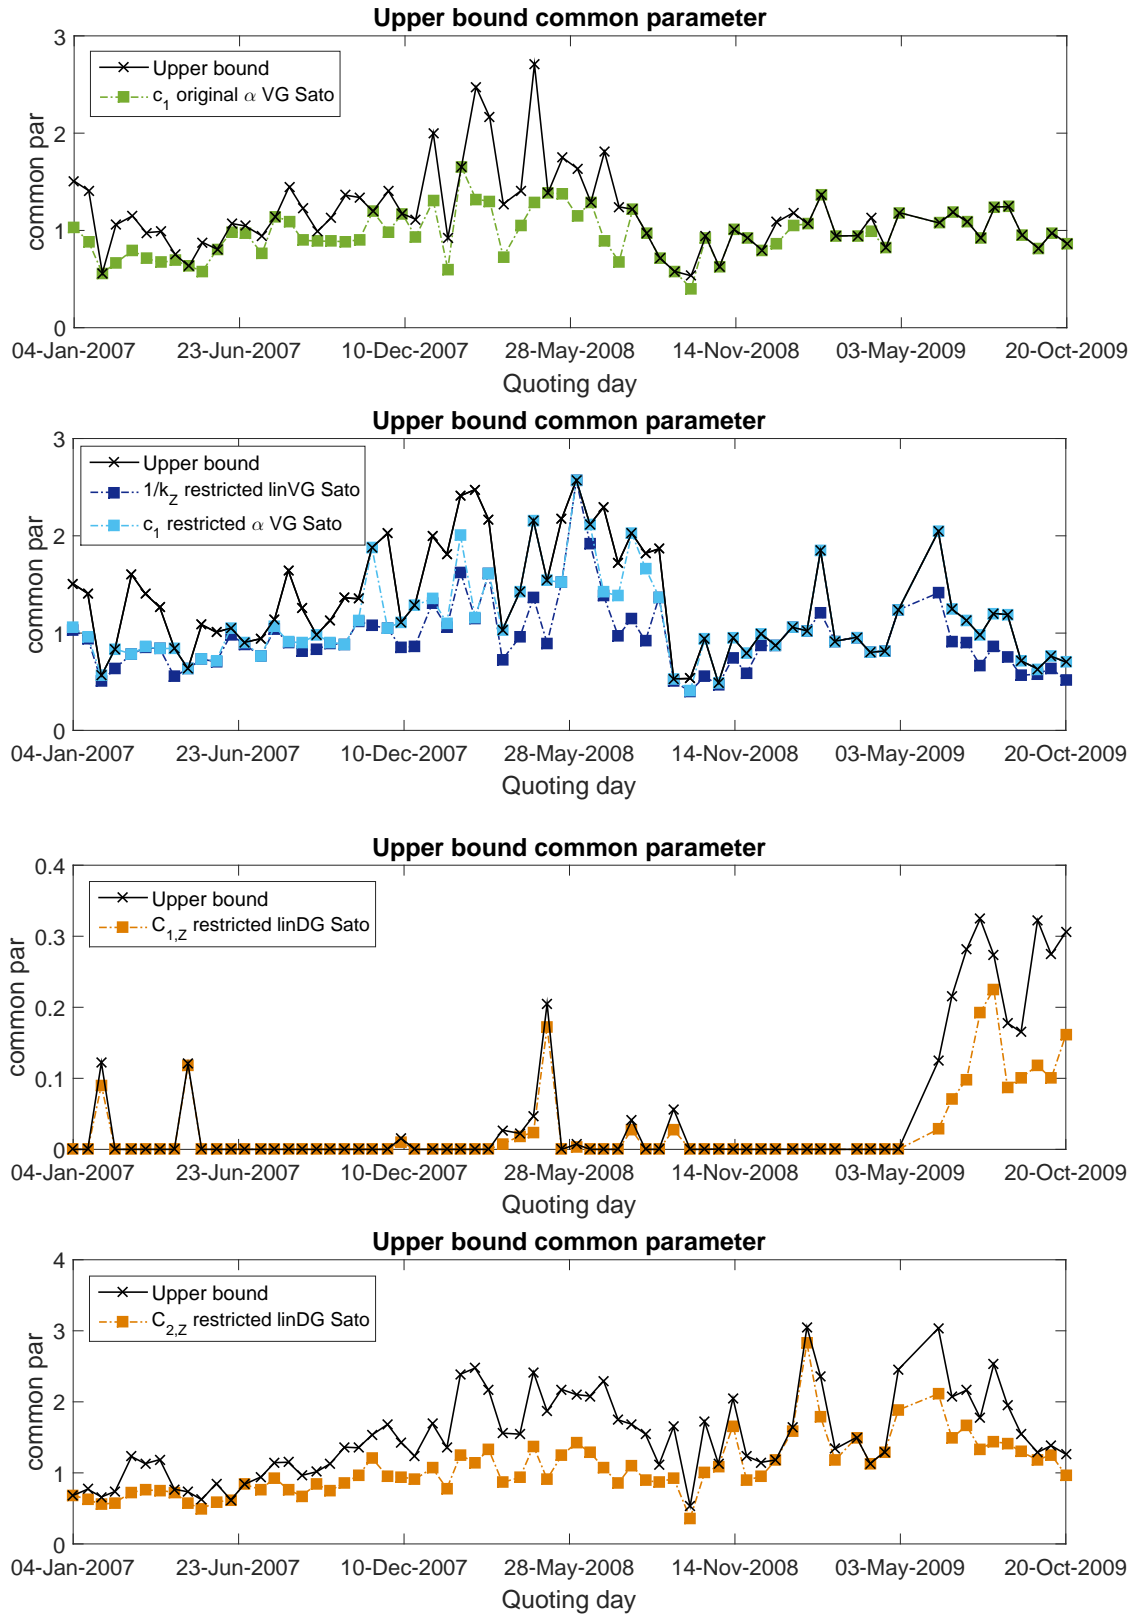 Upper bound common parameter
3
2
1
0
common par
Upper bound
c1 original α VG Sato
04-Jan-2007 23-Jun-2007 10-Dec-2007 28-May-2008 14-Nov-2008 03-May-2009 20-Oct-2009
Quoting day
Upper bound common parameter
3
2
1
0
common par
Upper bound
1/kZ restricted linVG Sato
c1 restricted α VG Sato
04-Jan-2007 23-Jun-2007 10-Dec-2007 28-May-2008 14-Nov-2008 03-May-2009 20-Oct-2009
Quoting day
Upper bound common parameter
0.4
0.3
0.2
0.1
0
common par
Upper bound
C1,Z restricted linDG Sato
04-Jan-2007 23-Jun-2007 10-Dec-2007 28-May-2008 14-Nov-2008 03-May-2009 20-Oct-2009
Quoting day
Upper bound common parameter
4
3
2
1
0
common par
Upper bound
C2,Z restricted linDG Sato
04-Jan-2007 23-Jun-2007 10-Dec-2007 28-May-2008 14-Nov-2008 03-May-2009 20-Oct-2009
Quoting day